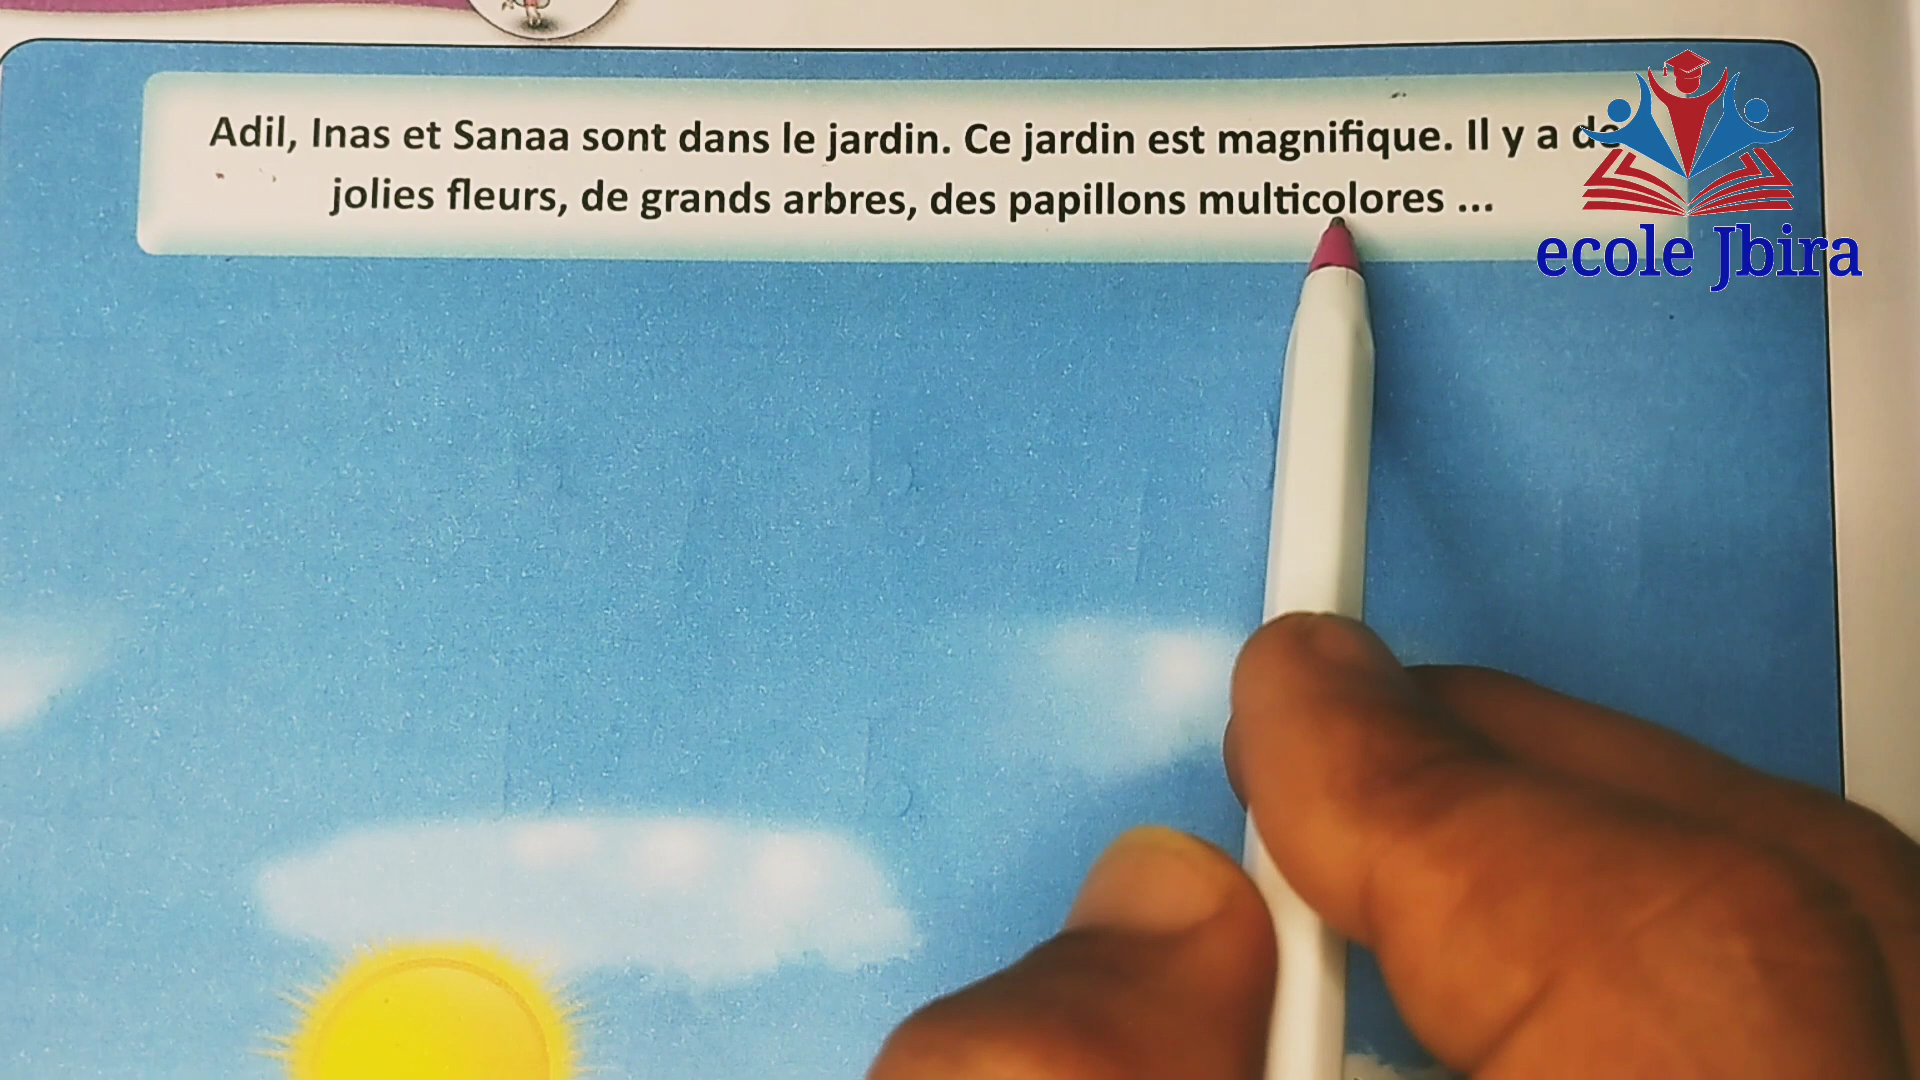 Adil, Inas et Sanaa sont dans le jardin. Ce jardin est magnifique. Il y a de
jolies fleurs, de grands arbres, des papillons multicolores ...
ecole Jbira